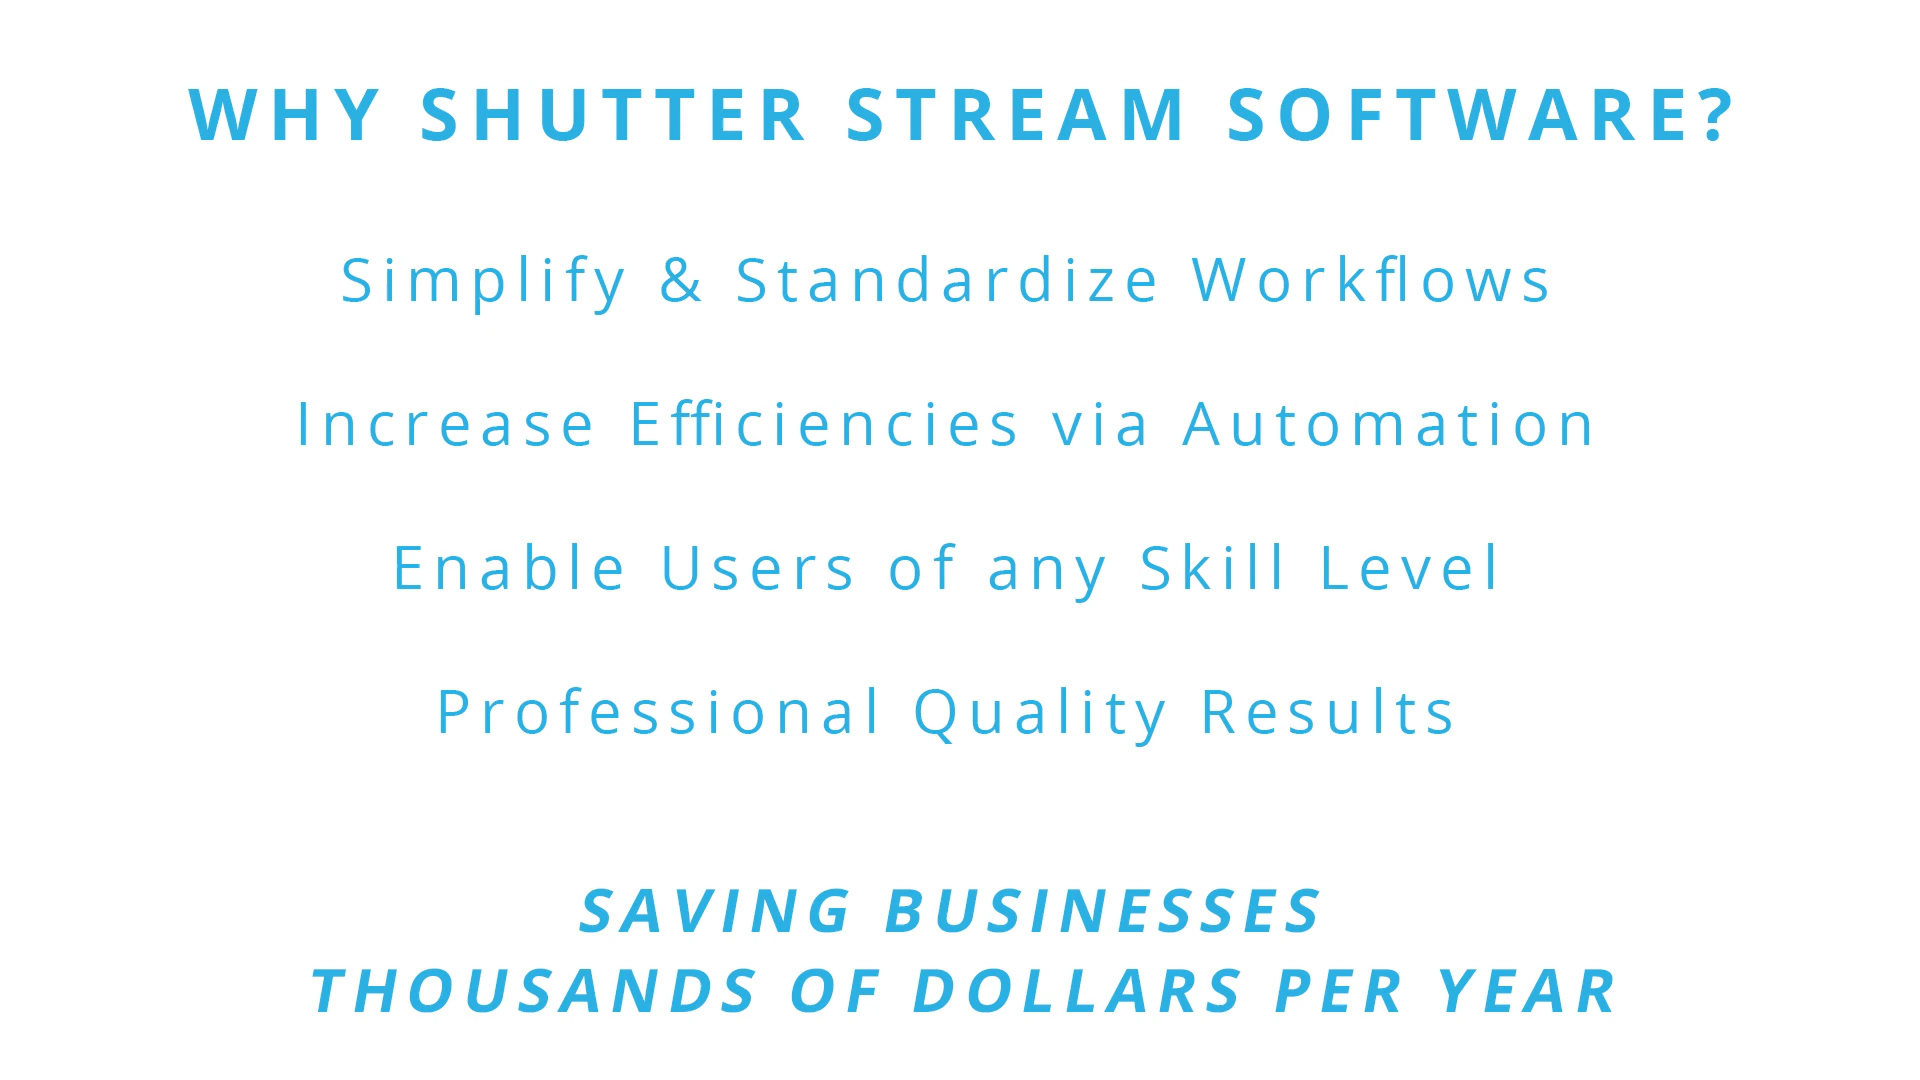 WHY SHUTTER STREAM SOFTWARE?
Simplify & Standardize Workflows
Increase Efficiencies via Automation
Enable Users of any Skill Level
Professional Quality Results
SAVING BUSINESSES
THOUSANDS OF DOLLARS PER YEAR